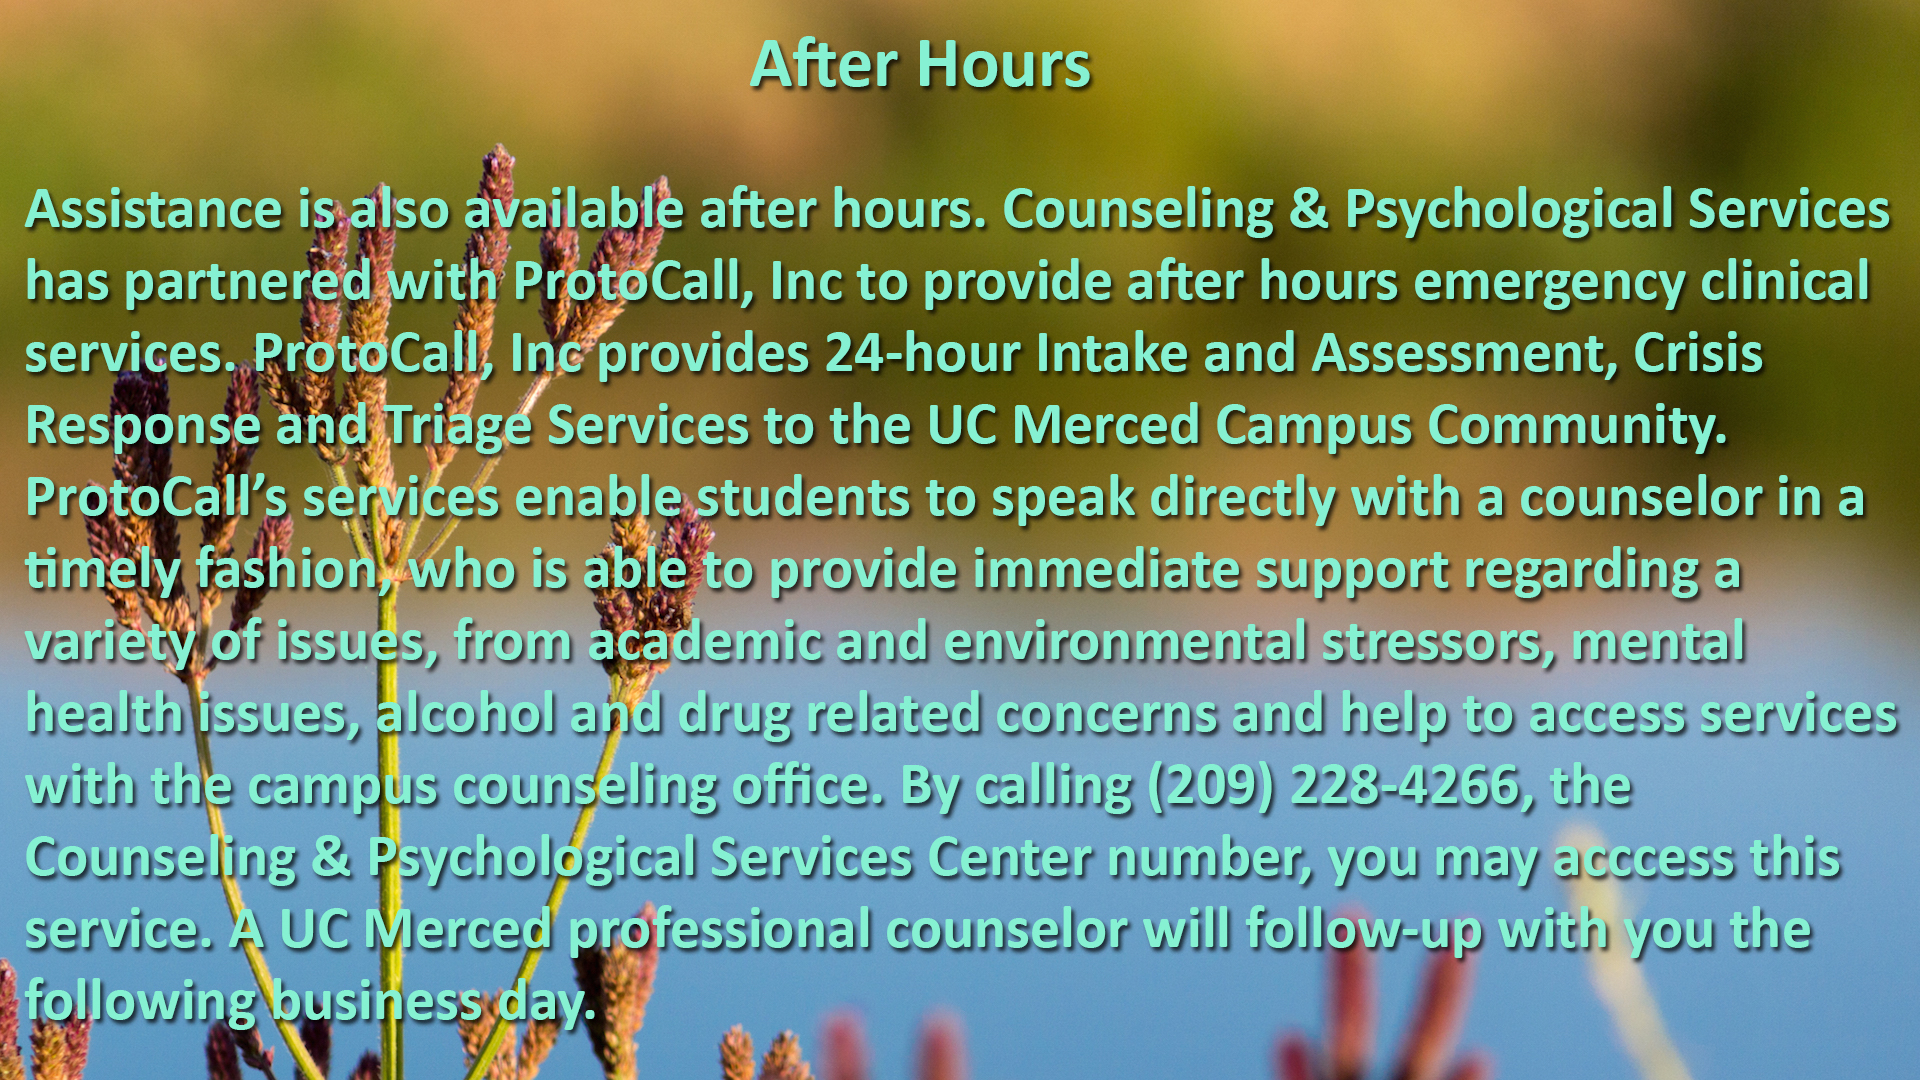 After Hours
Assistance is also available after hours. Counseling & Psychological Services
has partnered with ProtoCall, Inc to provide after hours emergency clinical
services. ProtoCall, Inc provides 24-hour Intake and Assessment, Crisis
Response and Triage Services to the UC Merced Campus Community.
ProtoCall’s services enable students to speak directly with a counselor in a
timely fashion, who is able to provide immediate support regarding a
variety of issues, from academic and environmental stressors, mental
health issues, alcohol and drug related concerns and help to access services
with the campus counseling office. By calling (209) 228-4266, the
Counseling & Psychological Services Center number, you may acccess this
service. A UC Merced professional counselor will follow-up with you the
following business day.